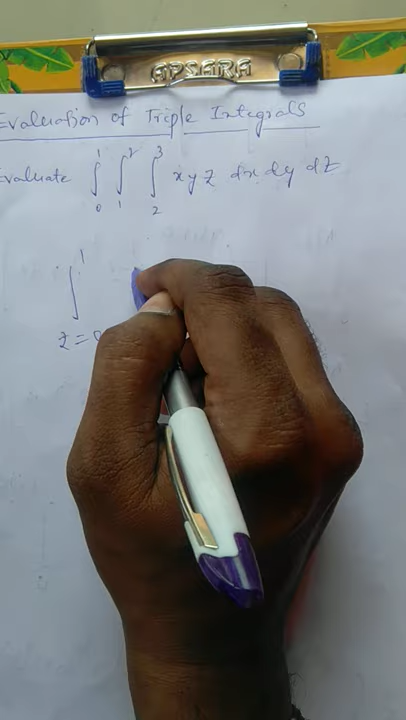 APSARA
Evaluation of Triple Integrals
Evaluate ∫₀¹ ∫₁² ∫₂³ xyz dx dy dz
∫¹
z=0